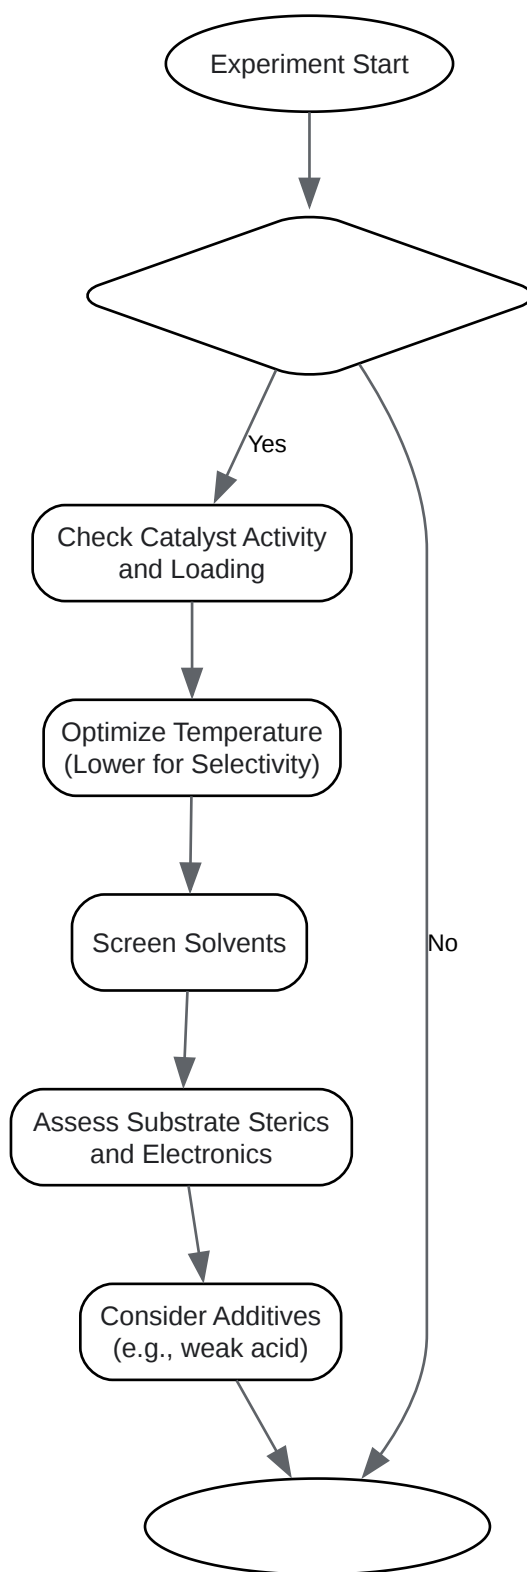 Experiment Start
Yes
Check Catalyst Activity
and Loading
Optimize Temperature
(Lower for Selectivity)
Screen Solvents
No
Assess Substrate Sterics
and Electronics
Consider Additives
(e.g., weak acid)